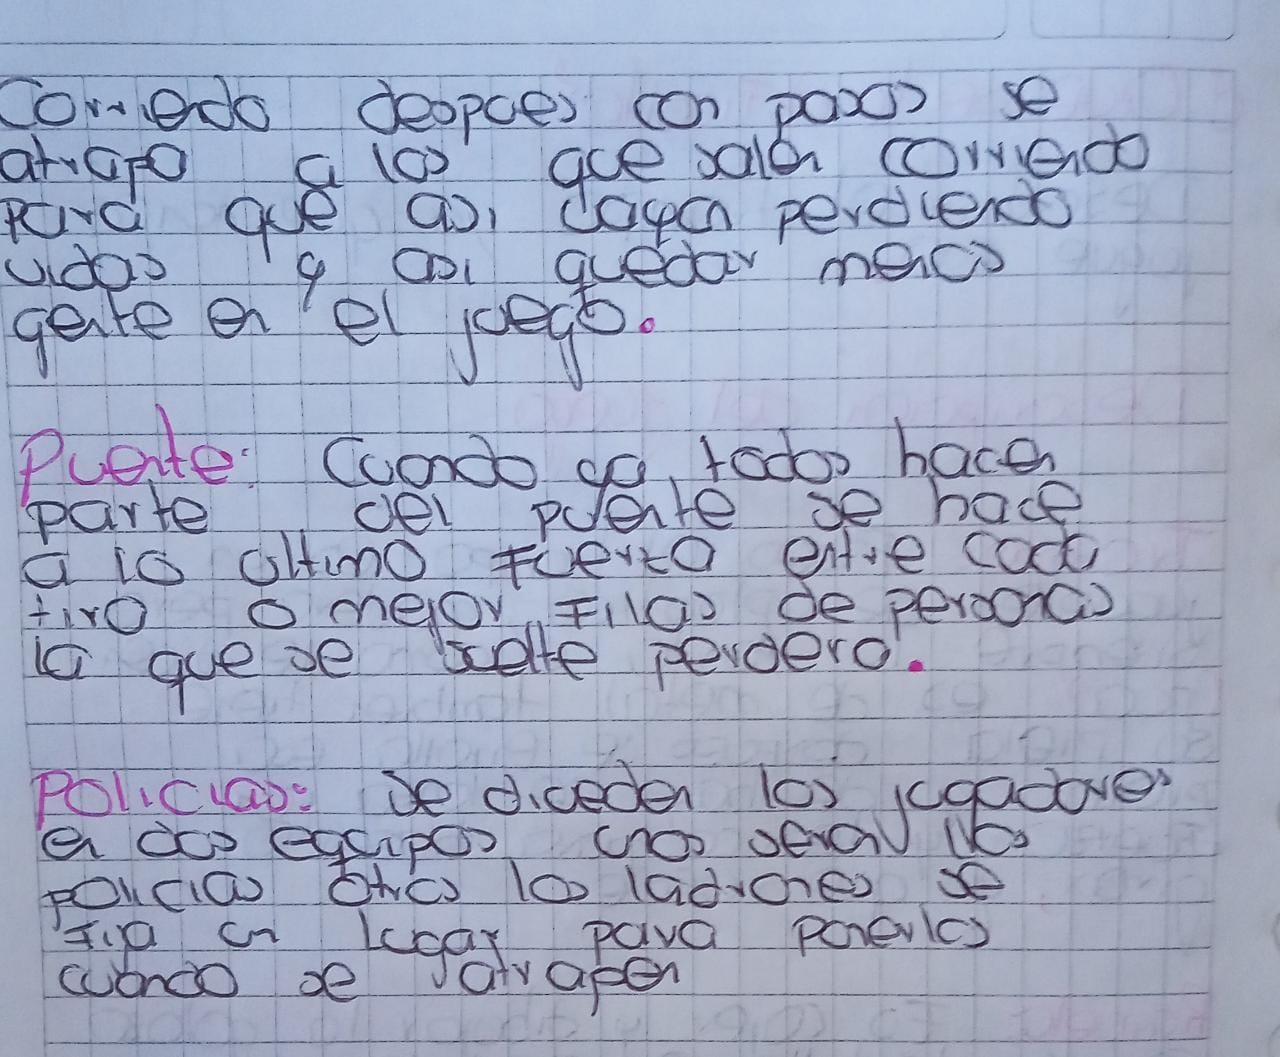 Corriendo despues con pasos se
atrapa a los que salen corriendo
para que asi vayan perdiendo
vidas y asi quedar menos
gente en el juego.
Puente: Cuando ya todos hacen
parte del puente se hace
a lo ultimo fuerza entre cada
tiro o mejor filas de personas
la que se suelte perdera.
Policias: Se diceden los jugadores
en dos equipos unos seran los
policias otros los ladrones se
fija un lugar para ponerlos
cuando se atrapen